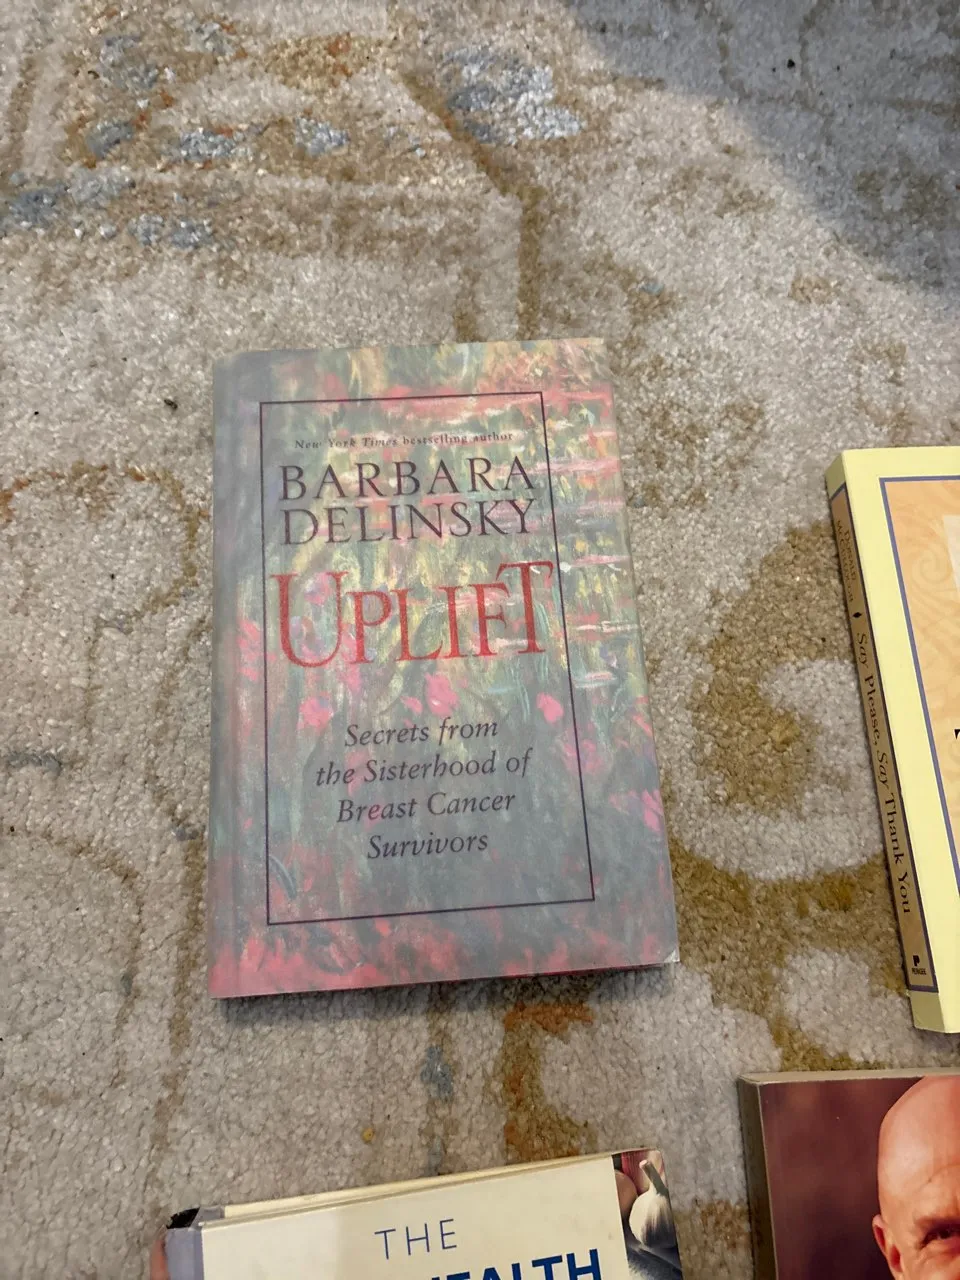 New York Times bestselling author
BARBARA
DELINSKY
UPLIFT
Secrets from
the Sisterhood of
Breast Cancer
Survivors
Say Please, Say Thank You
THE